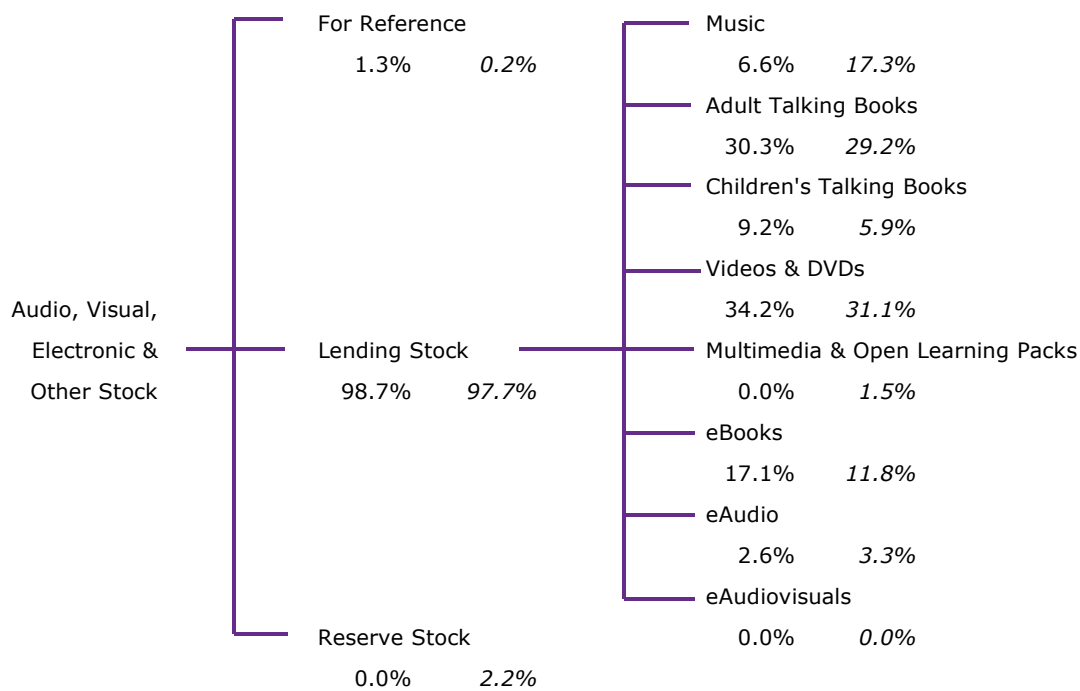 For Reference
1.3% 0.2%
Audio, Visual,
Electronic &
Other Stock
Lending Stock
98.7% 97.7%
Reserve Stock
0.0% 2.2%
Music
6.6% 17.3%
Adult Talking Books
30.3% 29.2%
Children's Talking Books
9.2% 5.9%
Videos & DVDs
34.2% 31.1%
Multimedia & Open Learning Packs
0.0% 1.5%
eBooks
17.1% 11.8%
eAudio
2.6% 3.3%
eAudiovisuals
0.0% 0.0%